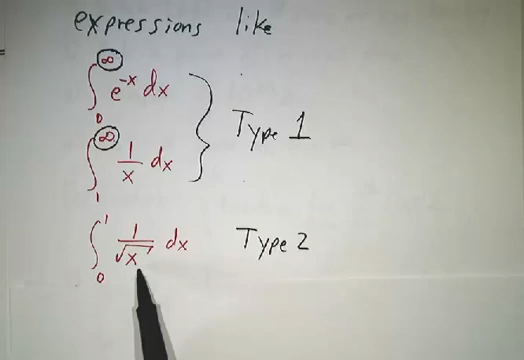 expressions like
∫₀^∞ e⁻ˣ dx
∫₁^∞ 1/x dx
Type 1
∫₀¹ 1/√x dx Type 2